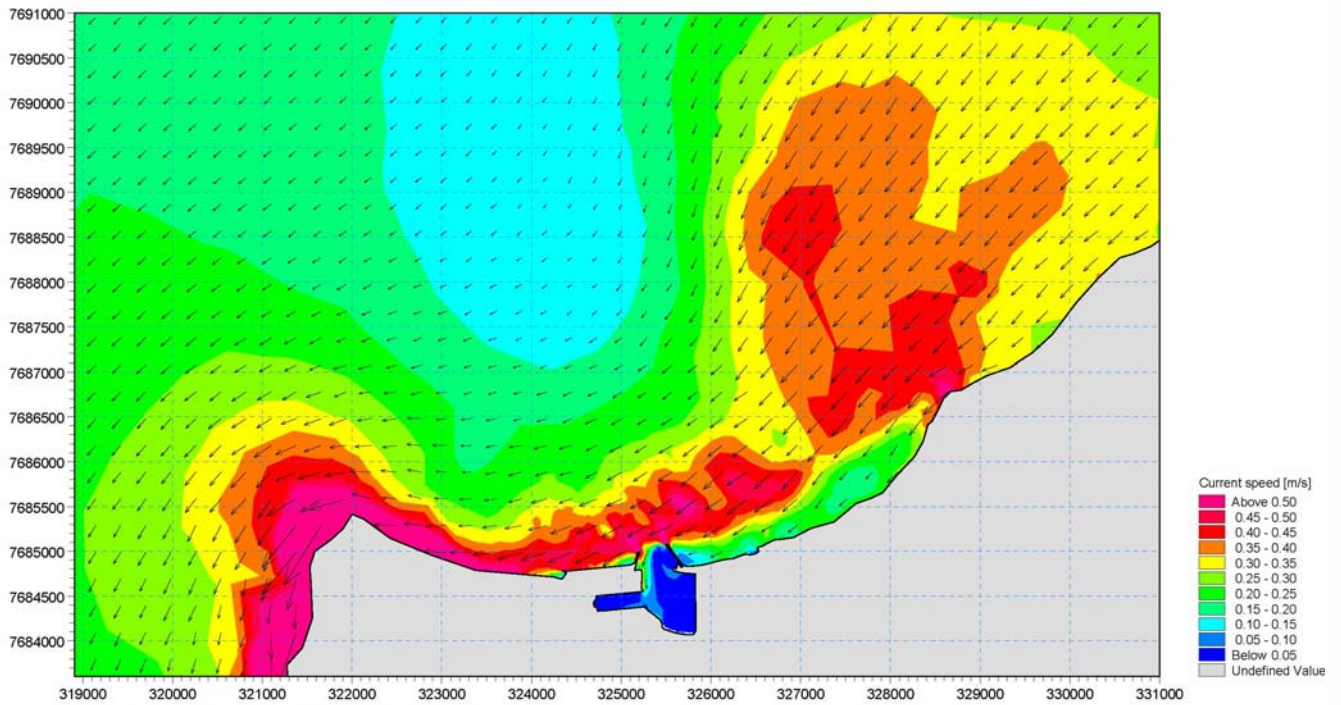 7691000
7690500
7690000
7689500
7689000
7688500
7688000
7687500
7687000
7686500
7686000
7685500
7685000
7684500
7684000
319000 320000 321000 322000 323000 324000 325000 326000 327000 328000 329000 330000 331000
Current speed [m/s]
Above 0.50
0.45 - 0.50
0.40 - 0.45
0.35 - 0.40
0.30 - 0.35
0.25 - 0.30
0.20 - 0.25
0.15 - 0.20
0.10 - 0.15
0.05 - 0.10
Below 0.05
Undefined Value